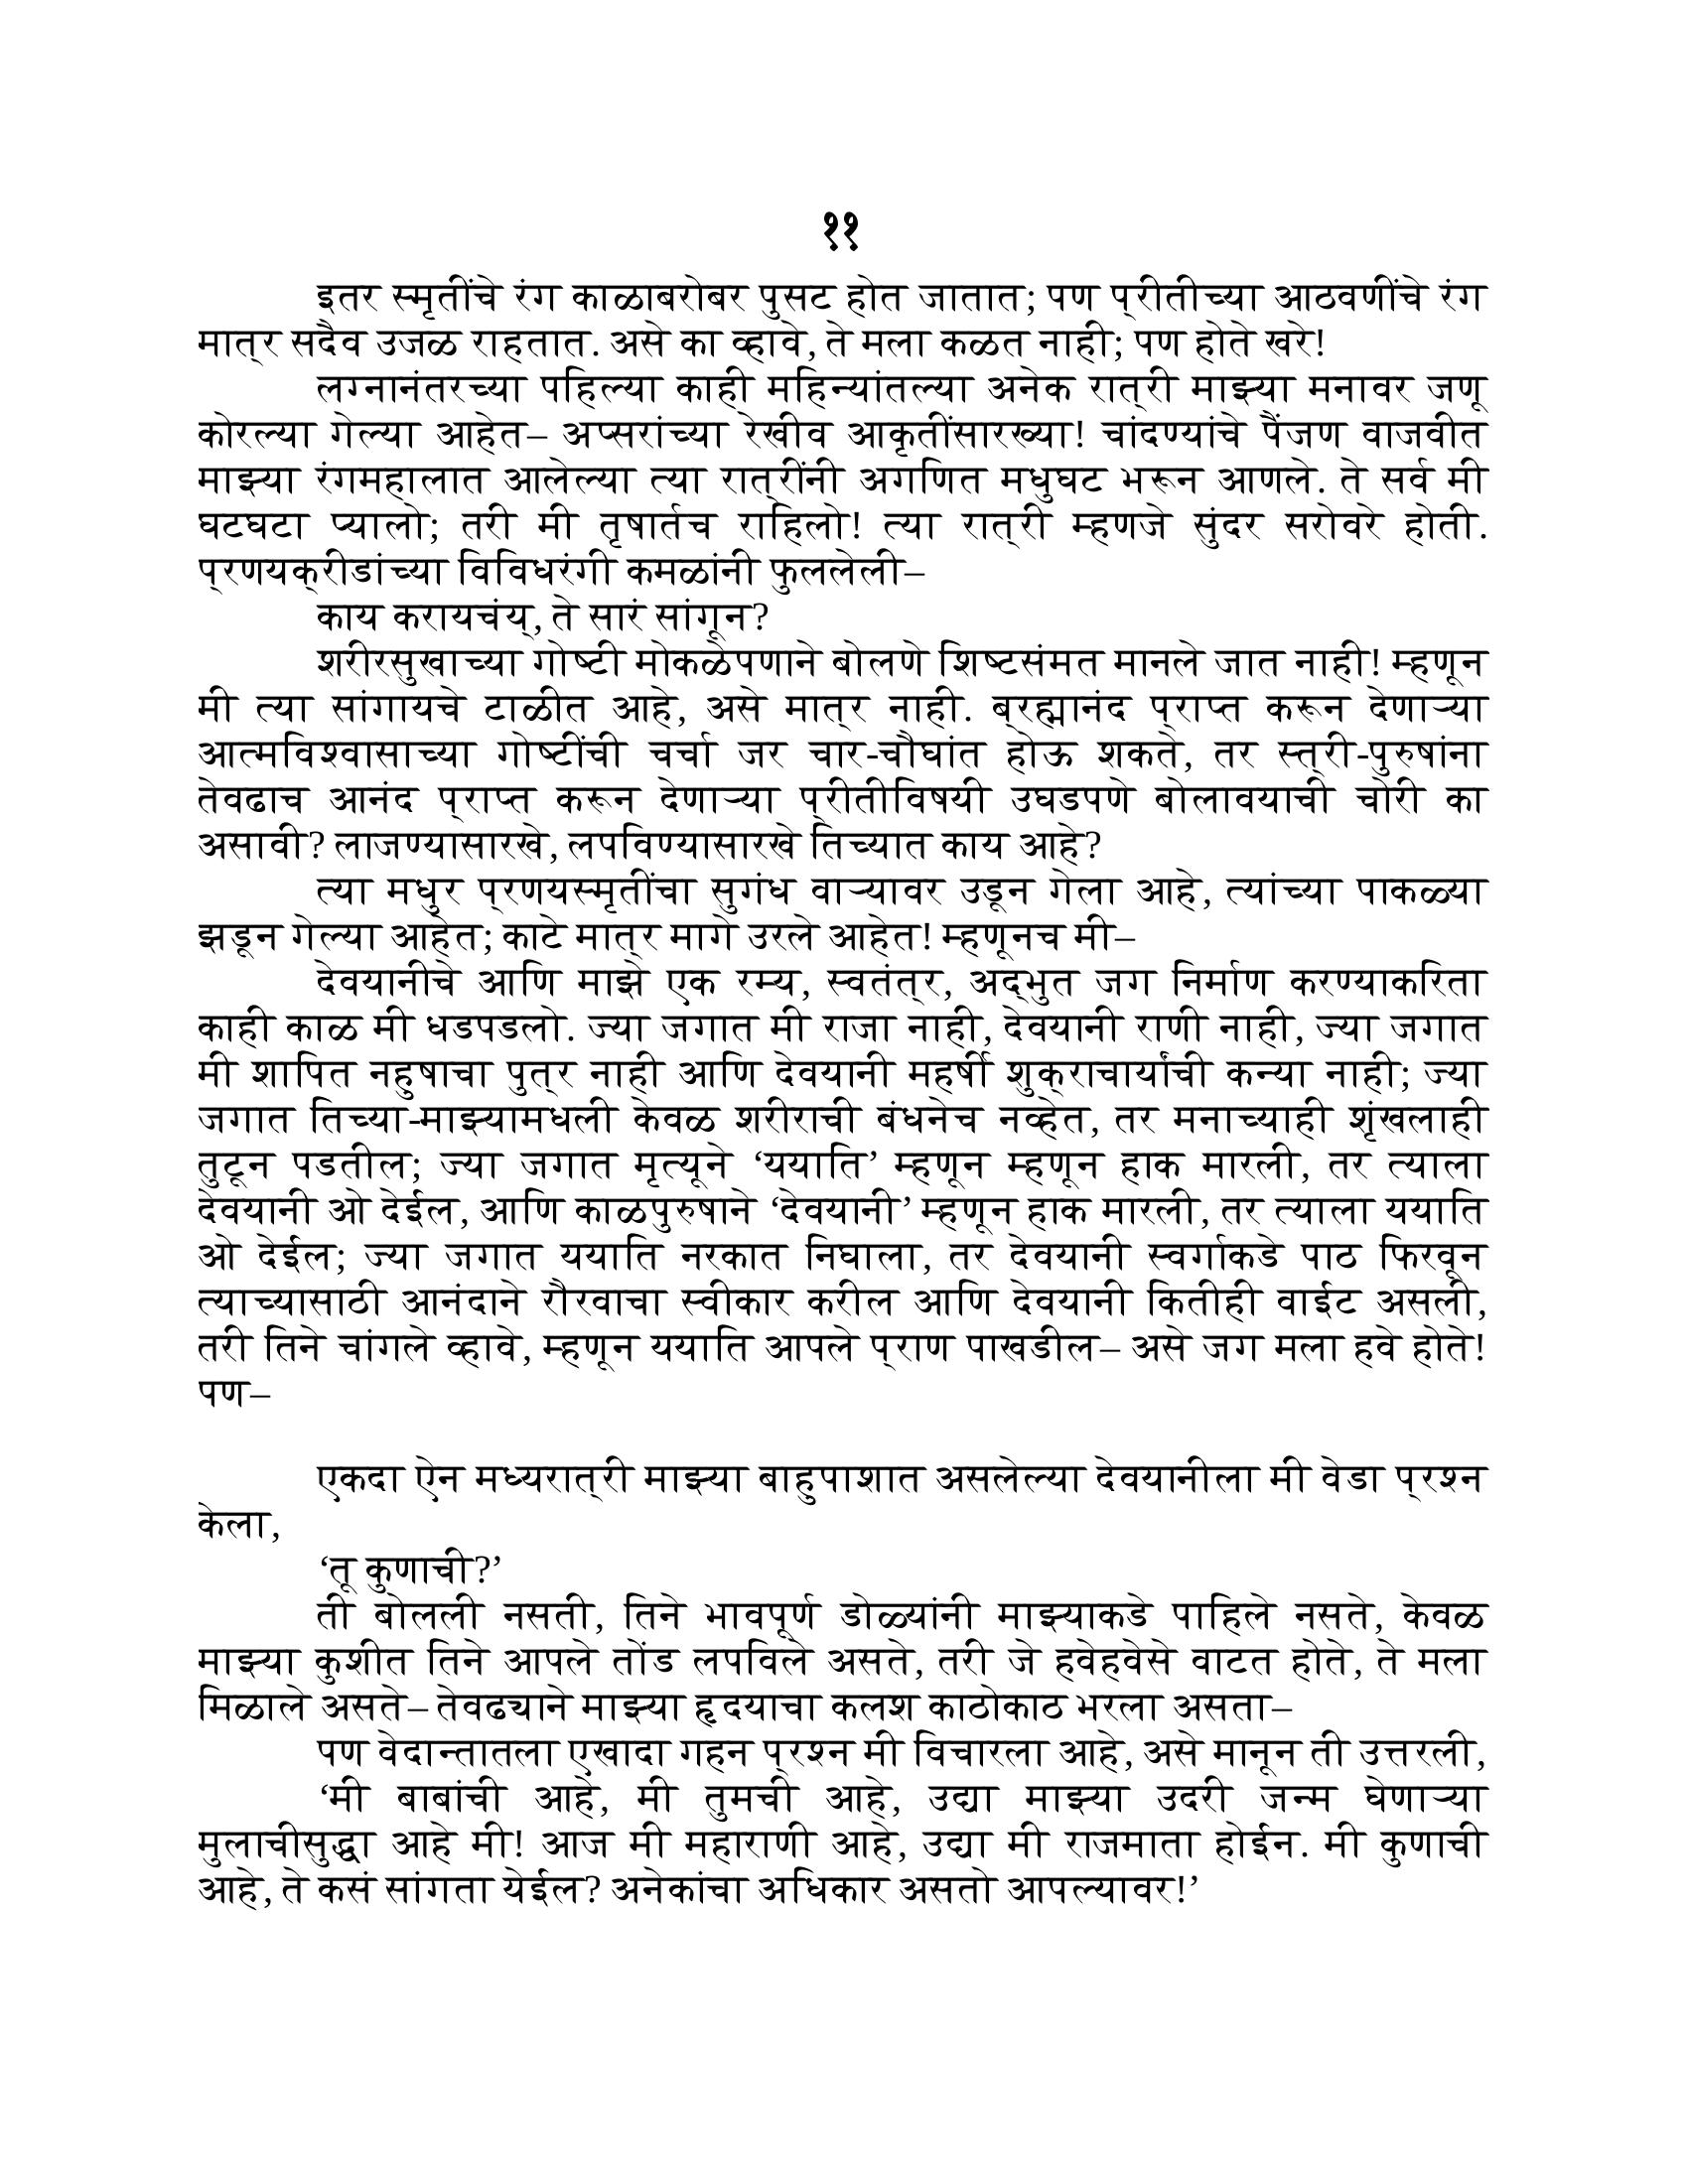 ११
इतर स्मृतींचे रंग काळाबरोबर पुसट होत जातात; पण प्रीतीच्या आठवणींचे रंग
मात्र सदैव उजळ राहतात. असे का व्हावे, ते मला कळत नाही; पण होते खरे!
लग्नानंतरच्या पहिल्या काही महिन्यांतल्या अनेक रात्री माझ्या मनावर जणू
कोरल्या गेल्या आहेत– अप्सरांच्या रेखीव आकृतींसारख्या! चांदण्यांचे पैंजण वाजवीत
माझ्या रंगमहालात आलेल्या त्या रात्रींनी अगणित मधुघट भरून आणले. ते सर्व मी
घटघटा प्यालो; तरी मी तृषार्तच राहिलो! त्या रात्री म्हणजे सुंदर सरोवरे होती.
प्रणयक्रीडांच्या विविधरंगी कमळांनी फुललेली–
काय करायचंय्, ते सारं सांगून?
शरीरसुखाच्या गोष्टी मोकळेपणाने बोलणे शिष्टसंमत मानले जात नाही! म्हणून
मी त्या सांगायचे टाळीत आहे, असे मात्र नाही. ब्रह्मानंद प्राप्त करून देणाऱ्या
आत्मविश्वासाच्या गोष्टींची चर्चा जर चार-चौघांत होऊ शकते, तर स्त्री-पुरुषांना
तेवढाच आनंद प्राप्त करून देणाऱ्या प्रीतीविषयी उघडपणे बोलावयाची चोरी का
असावी? लाजण्यासारखे, लपविण्यासारखे तिच्यात काय आहे?
त्या मधुर प्रणयस्मृतींचा सुगंध वाऱ्यावर उडून गेला आहे, त्यांच्या पाकळ्या
झडून गेल्या आहेत; काटे मात्र मागे उरले आहेत! म्हणूनच मी–
देवयानीचे आणि माझे एक रम्य, स्वतंत्र, अद्भुत जग निर्माण करण्याकरिता
काही काळ मी धडपडलो. ज्या जगात मी राजा नाही, देवयानी राणी नाही, ज्या जगात
मी शापित नहुषाचा पुत्र नाही आणि देवयानी महर्षी शुक्राचार्यांची कन्या नाही; ज्या
जगात तिच्या-माझ्यामधली केवळ शरीराची बंधनेच नव्हेत, तर मनाच्याही शृंखलाही
तुटून पडतील; ज्या जगात मृत्यूने ‘ययाति’ म्हणून म्हणून हाक मारली, तर त्याला
देवयानी ओ देईल, आणि काळपुरुषाने ‘देवयानी’ म्हणून हाक मारली, तर त्याला ययाति
ओ देईल; ज्या जगात ययाति नरकात निघाला, तर देवयानी स्वर्गाकडे पाठ फिरवून
त्याच्यासाठी आनंदाने रौरवाचा स्वीकार करील आणि देवयानी कितीही वाईट असली,
तरी तिने चांगले व्हावे, म्हणून ययाति आपले प्राण पाखडील– असे जग मला हवे होते!
पण–
एकदा ऐन मध्यरात्री माझ्या बाहुपाशात असलेल्या देवयानीला मी वेडा प्रश्न
केला,
‘तू कुणाची?’
ती बोलली नसती, तिने भावपूर्ण डोळ्यांनी माझ्याकडे पाहिले नसते, केवळ
माझ्या कुशीत तिने आपले तोंड लपविले असते, तरी जे हवेहवेसे वाटत होते, ते मला
मिळाले असते– तेवढ्याने माझ्या हृदयाचा कलश काठोकाठ भरला असता–
पण वेदान्तातला एखादा गहन प्रश्न मी विचारला आहे, असे मानून ती उत्तरली,
‘मी बाबांची आहे, मी तुमची आहे, उद्या माझ्या उदरी जन्म घेणाऱ्या
मुलाचीसुद्धा आहे मी! आज मी महाराणी आहे, उद्या मी राजमाता होईन. मी कुणाची
आहे, ते कसं सांगता येईल? अनेकांचा अधिकार असतो आपल्यावर!’